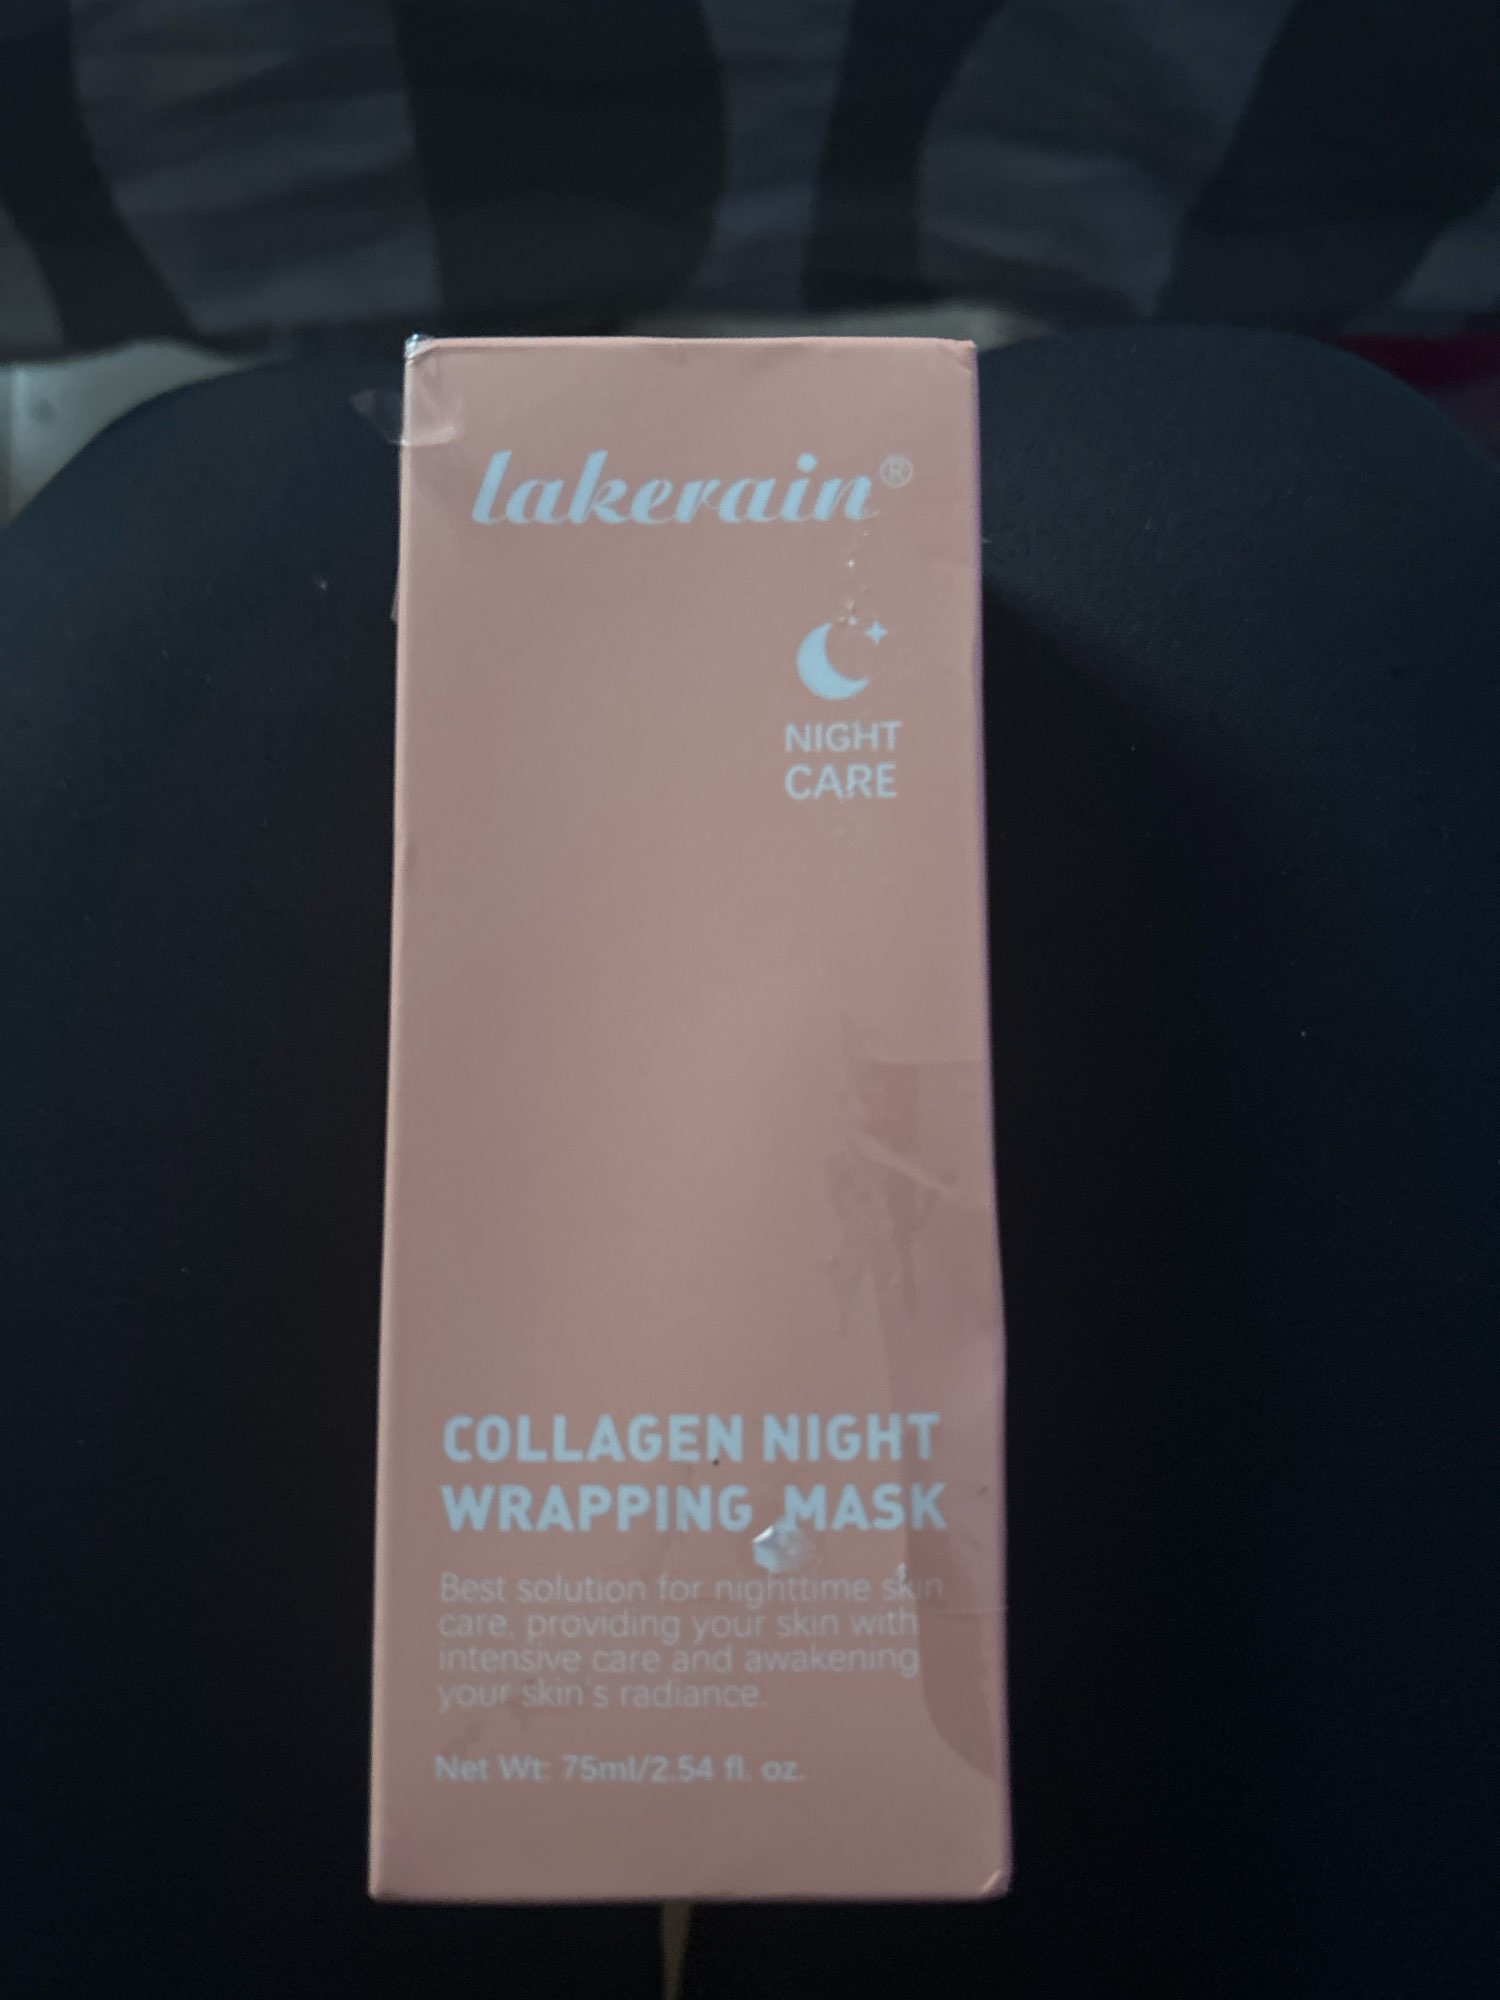 lakerain®
NIGHT
CARE
COLLAGEN NIGHT
WRAPPING MASK
Best solution for nighttime skin
care, providing your skin with
intensive care and awakening
your skin's radiance.
Net Wt: 75ml/2.54 fl. oz.